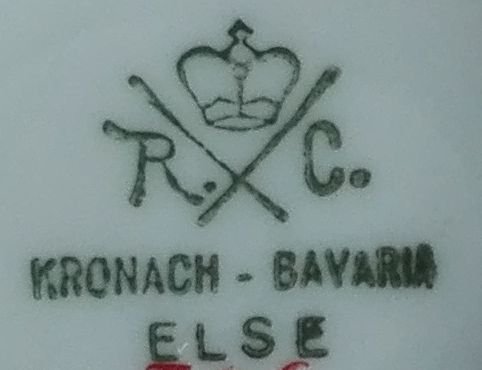 R. C.
KRONACH - BAVARIA
ELSE